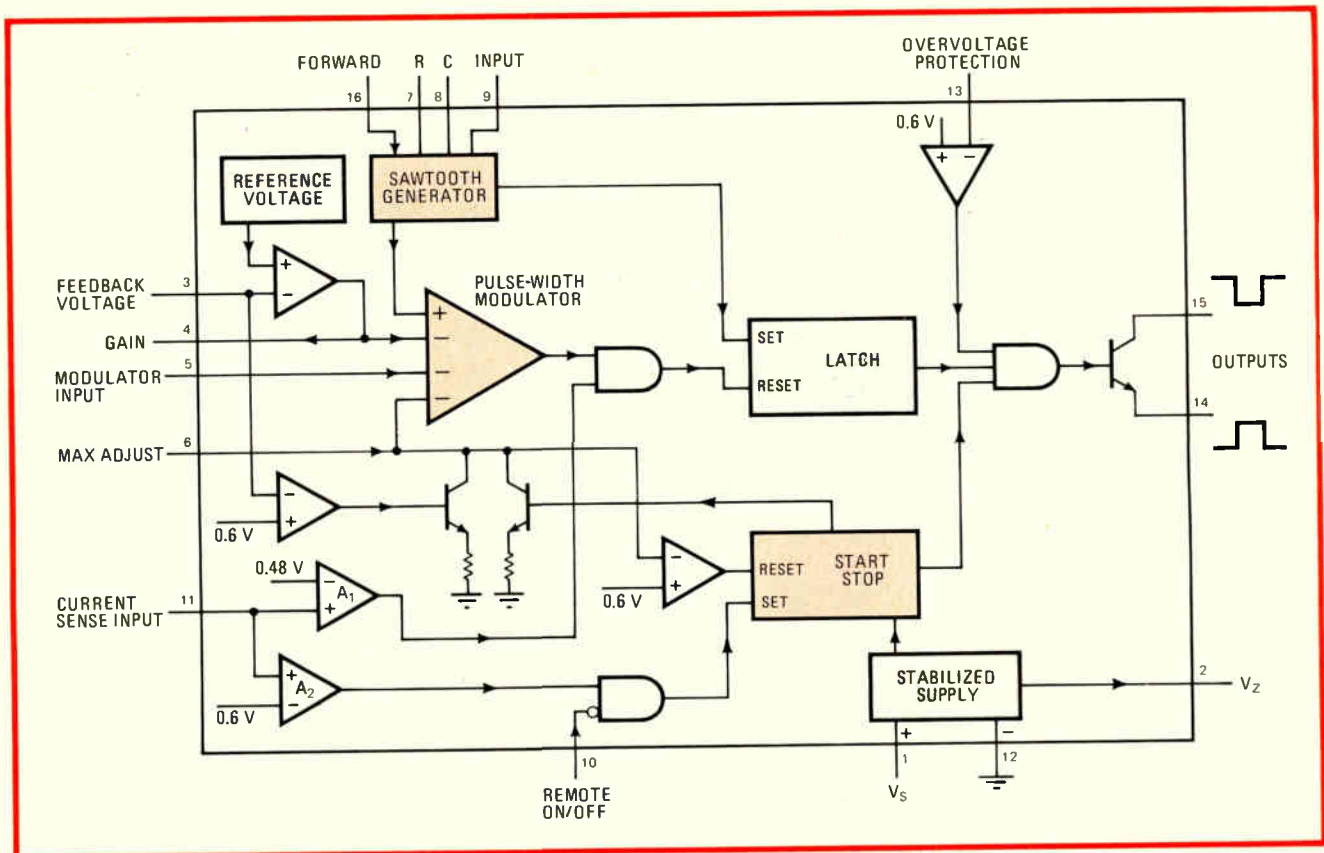 FORWARD R C INPUT
16 7 8 9
OVERVOLTAGE
PROTECTION
13
0.6 V
+ −
REFERENCE
VOLTAGE
SAWTOOTH
GENERATOR
FEEDBACK
VOLTAGE
3
+
−
PULSE-WIDTH
MODULATOR
+
−
−
−
GAIN
4
MODULATOR
INPUT
5
MAX ADJUST
6
SET
LATCH
RESET
15
OUTPUTS
14
−
+
0.6 V
0.48 V
−
A1
+
CURRENT
SENSE INPUT
11
+
A2
−
0.6 V
−
+
0.6 V
RESET
START
STOP
SET
STABILIZED
SUPPLY
2
VZ
+ −
1 12
VS
10
REMOTE
ON/OFF